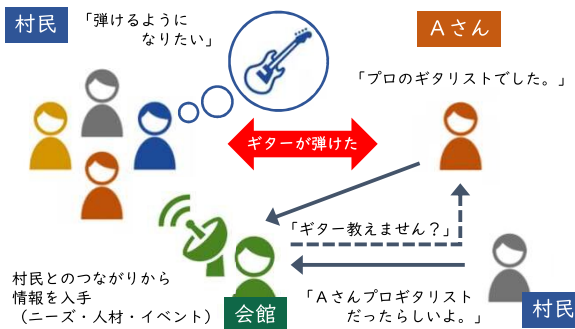 村民
「弾けるように
なりたい」
Aさん
「プロのギタリストでした。」
ギターが弾けた
「ギター教えません?」
村民とのつながりから
情報を入手
(ニーズ・人材・イベント)
会館
「Aさんプロギタリスト
だったらしいよ。」
村民